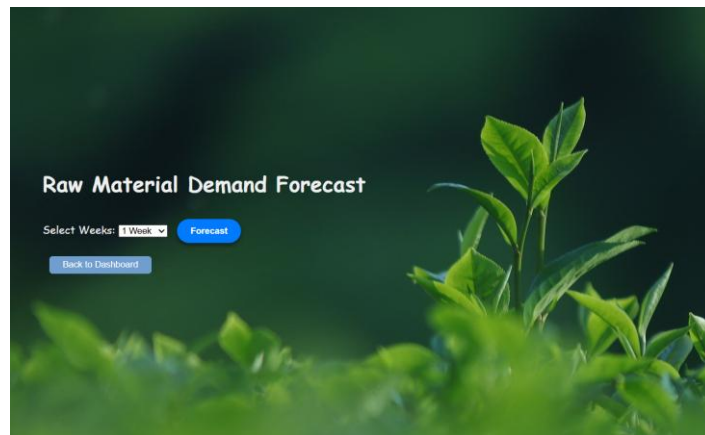 Raw Material Demand Forecast
Select Weeks: 1 Week Forecast
Back to Dashboard